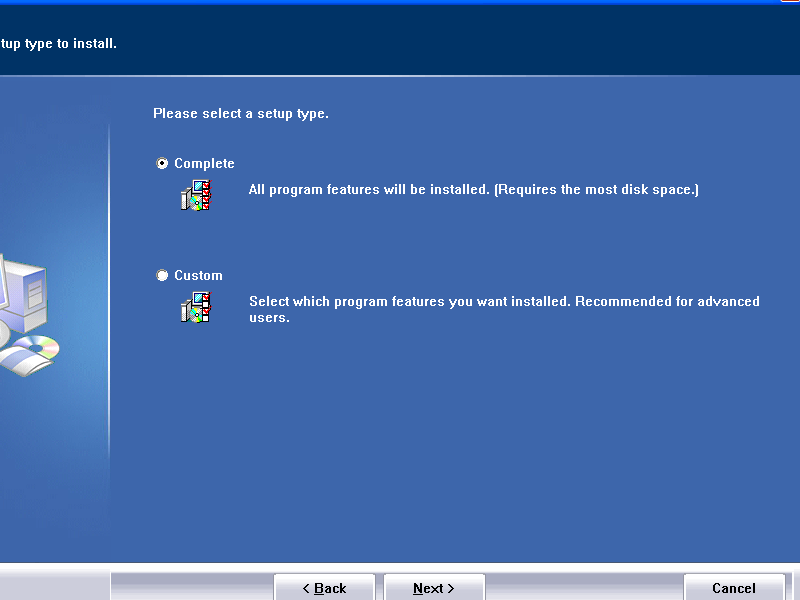 tup type to install.
Please select a setup type.
Complete
All program features will be installed. (Requires the most disk space.)
Custom
Select which program features you want installed. Recommended for advanced
users.
< Back
Next >
Cancel